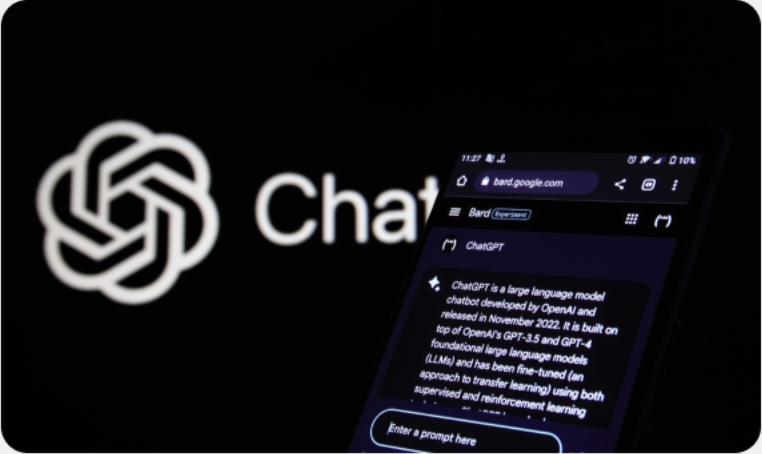 Chat
11:27
10%
bard.google.com
Bard Experiment
ChatGPT
ChatGPT is a large language model
chatbot developed by OpenAI and
released in November 2022. It is built on
top of OpenAI's GPT-3.5 and GPT-4
foundational large language models
(LLMs) and has been fine-tuned (an
approach to transfer learning) using both
supervised and reinforcement learning
Enter a prompt here